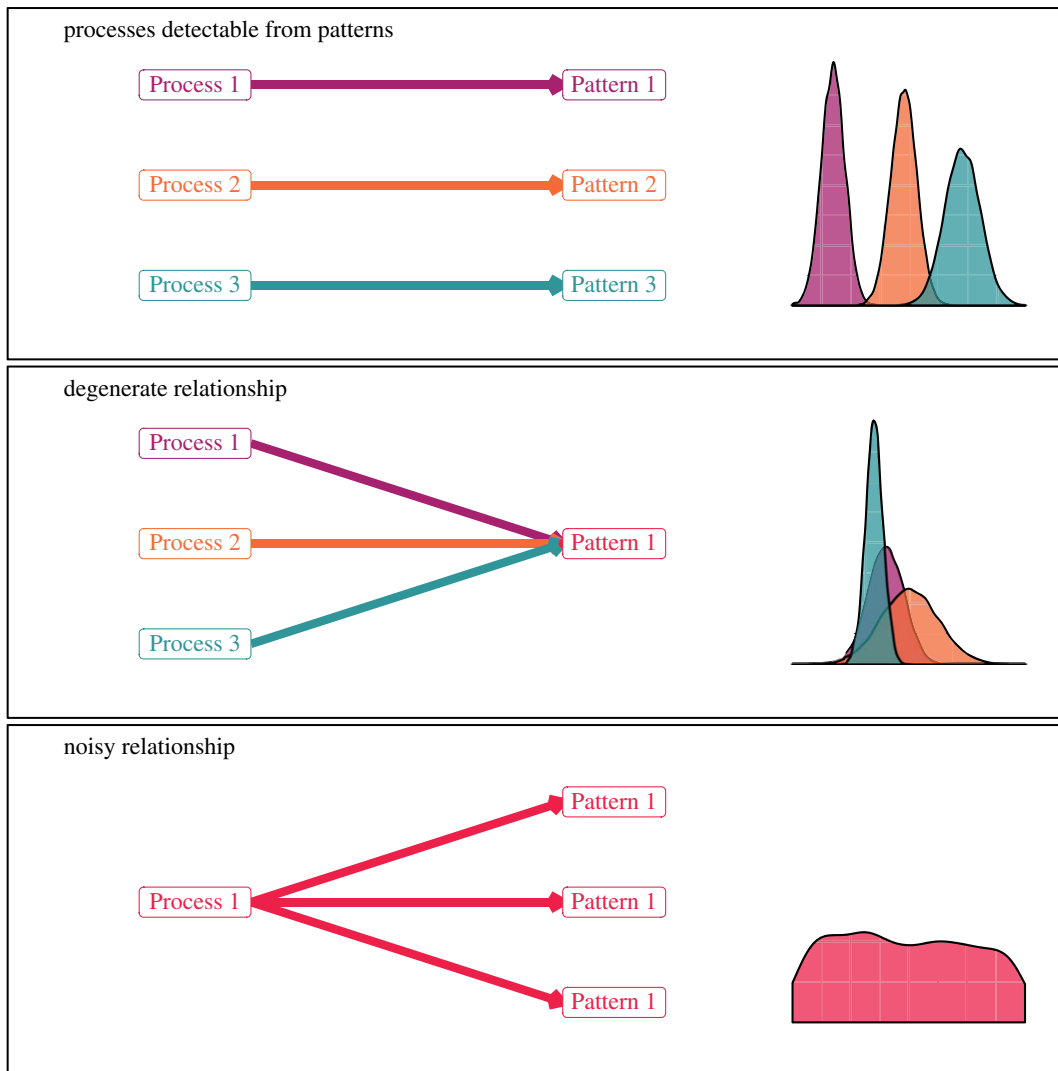 processes detectable from patterns
Process 1
Pattern 1
Process 2
Pattern 2
Process 3
Pattern 3
degenerate relationship
Process 1
Process 2
Pattern 1
Process 3
noisy relationship
Pattern 1
Process 1
Pattern 1
Pattern 1